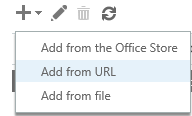 Add from the Office Store
Add from URL
Add from file